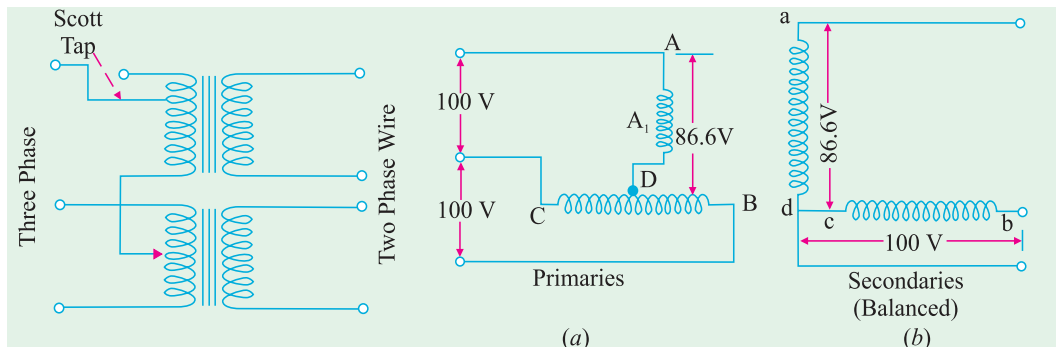 Scott
Tap
Three Phase
Two Phase Wire
100 V
100 V
A
A1
86.6V
D
C
B
Primaries
(a)
a
86.6V
d
c
b
100 V
Secondaries
(Balanced)
(b)